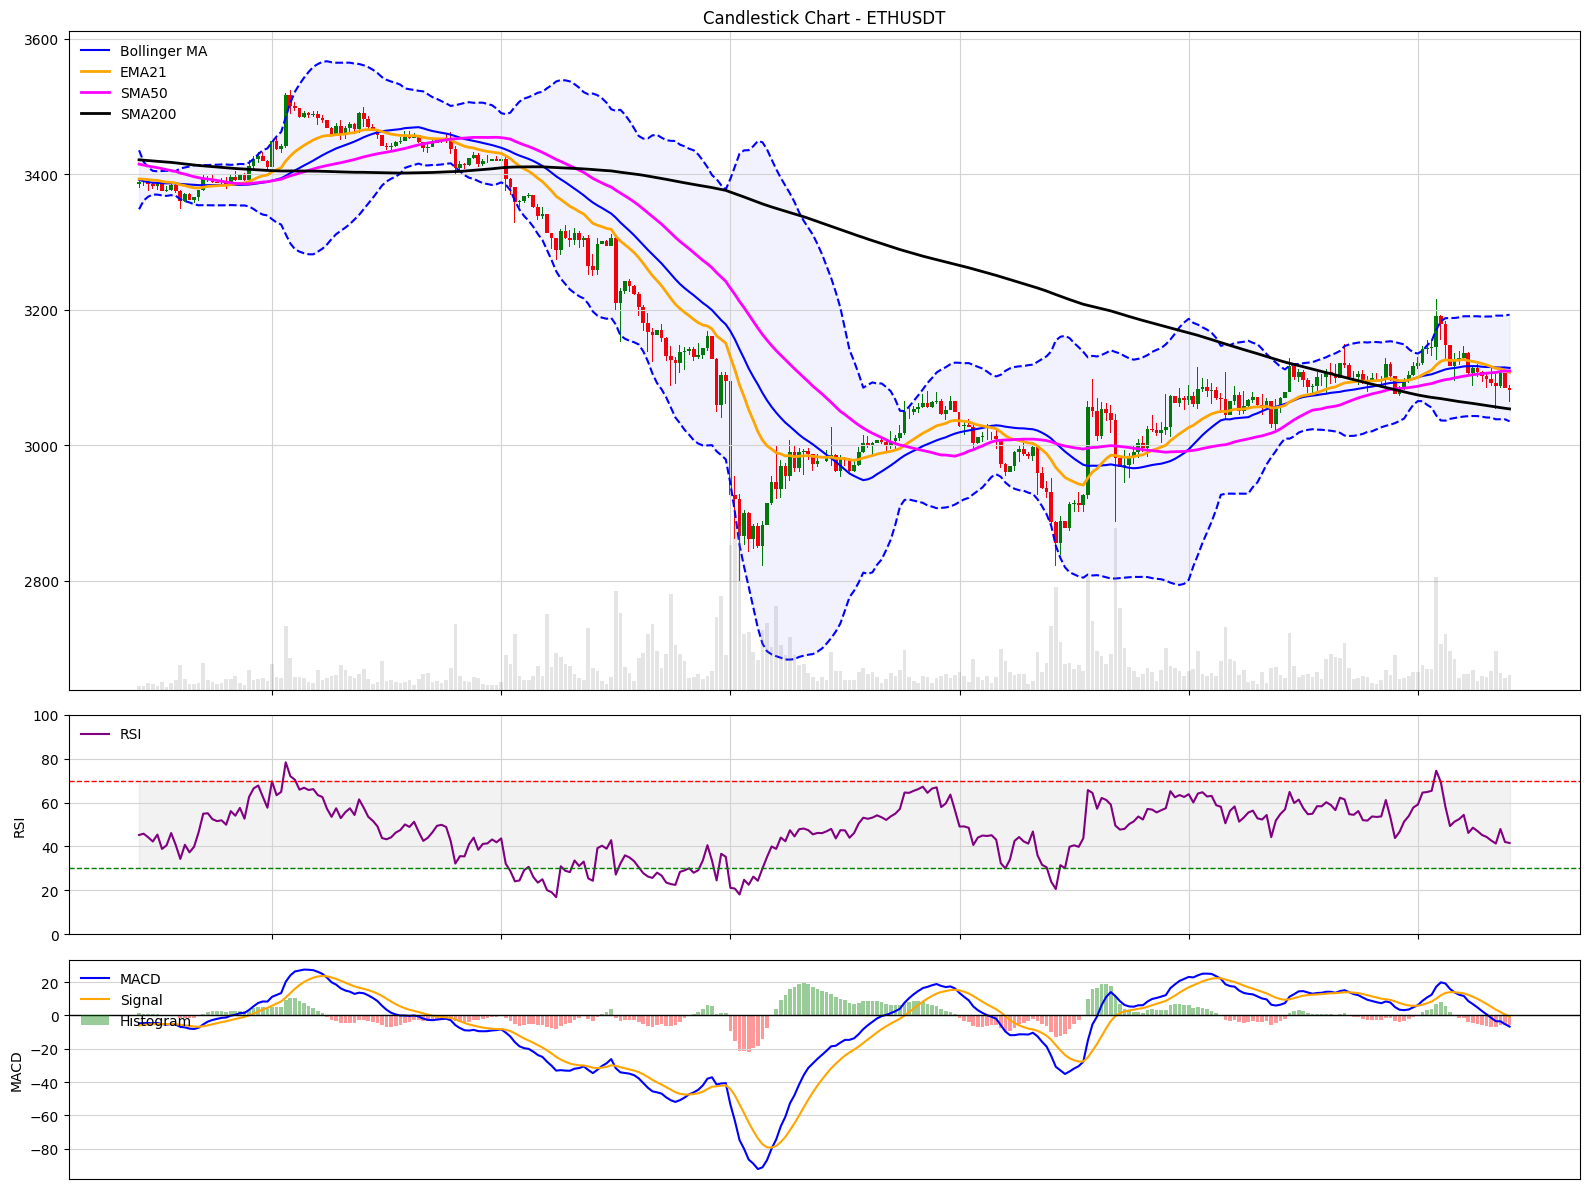 Candlestick Chart - ETHUSDT
Bollinger MA
EMA21
SMA50
SMA200
3600
3400
3200
3000
2800
RSI
100
80
60
40
20
0
RSI
MACD
Signal
Histogram
20
0
−20
−40
−60
−80
MACD